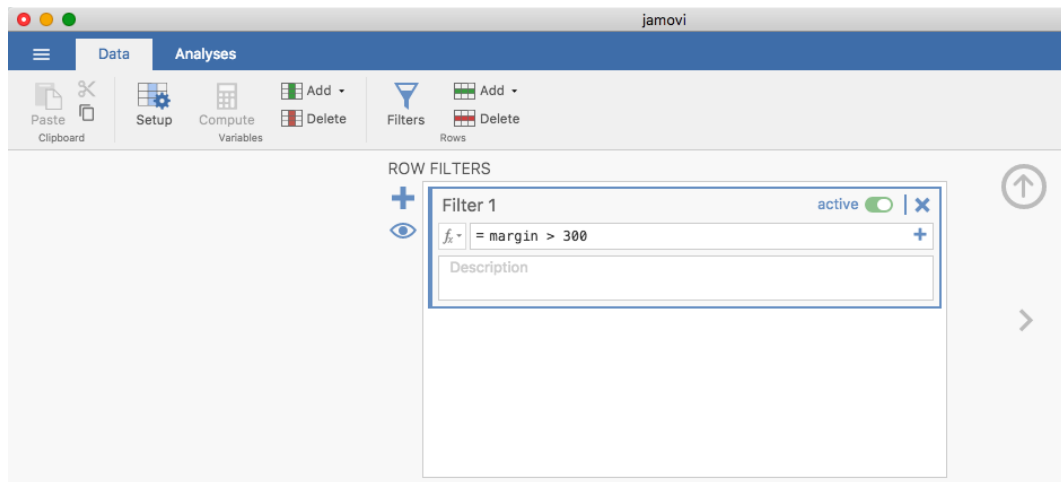 jamovi
Data Analyses
Paste
Clipboard
Setup
Compute
Variables
Add
Delete
Filters
Add
Delete
Rows
ROW FILTERS
Filter 1 active
fx = margin > 300
Description